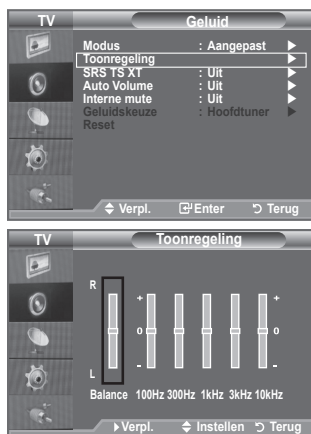 TV Geluid
Modus : Aangepast
Toonregeling
SRS TS XT : Uit
Auto Volume : Uit
Interne mute : Uit
Geluidskeuze : Hoofdtuner
Reset
Verpl. Enter Terug
TV Toonregeling
R
+ +
0 0
- -
L
Balance 100Hz 300Hz 1kHz 3kHz 10kHz
Verpl. Instellen Terug